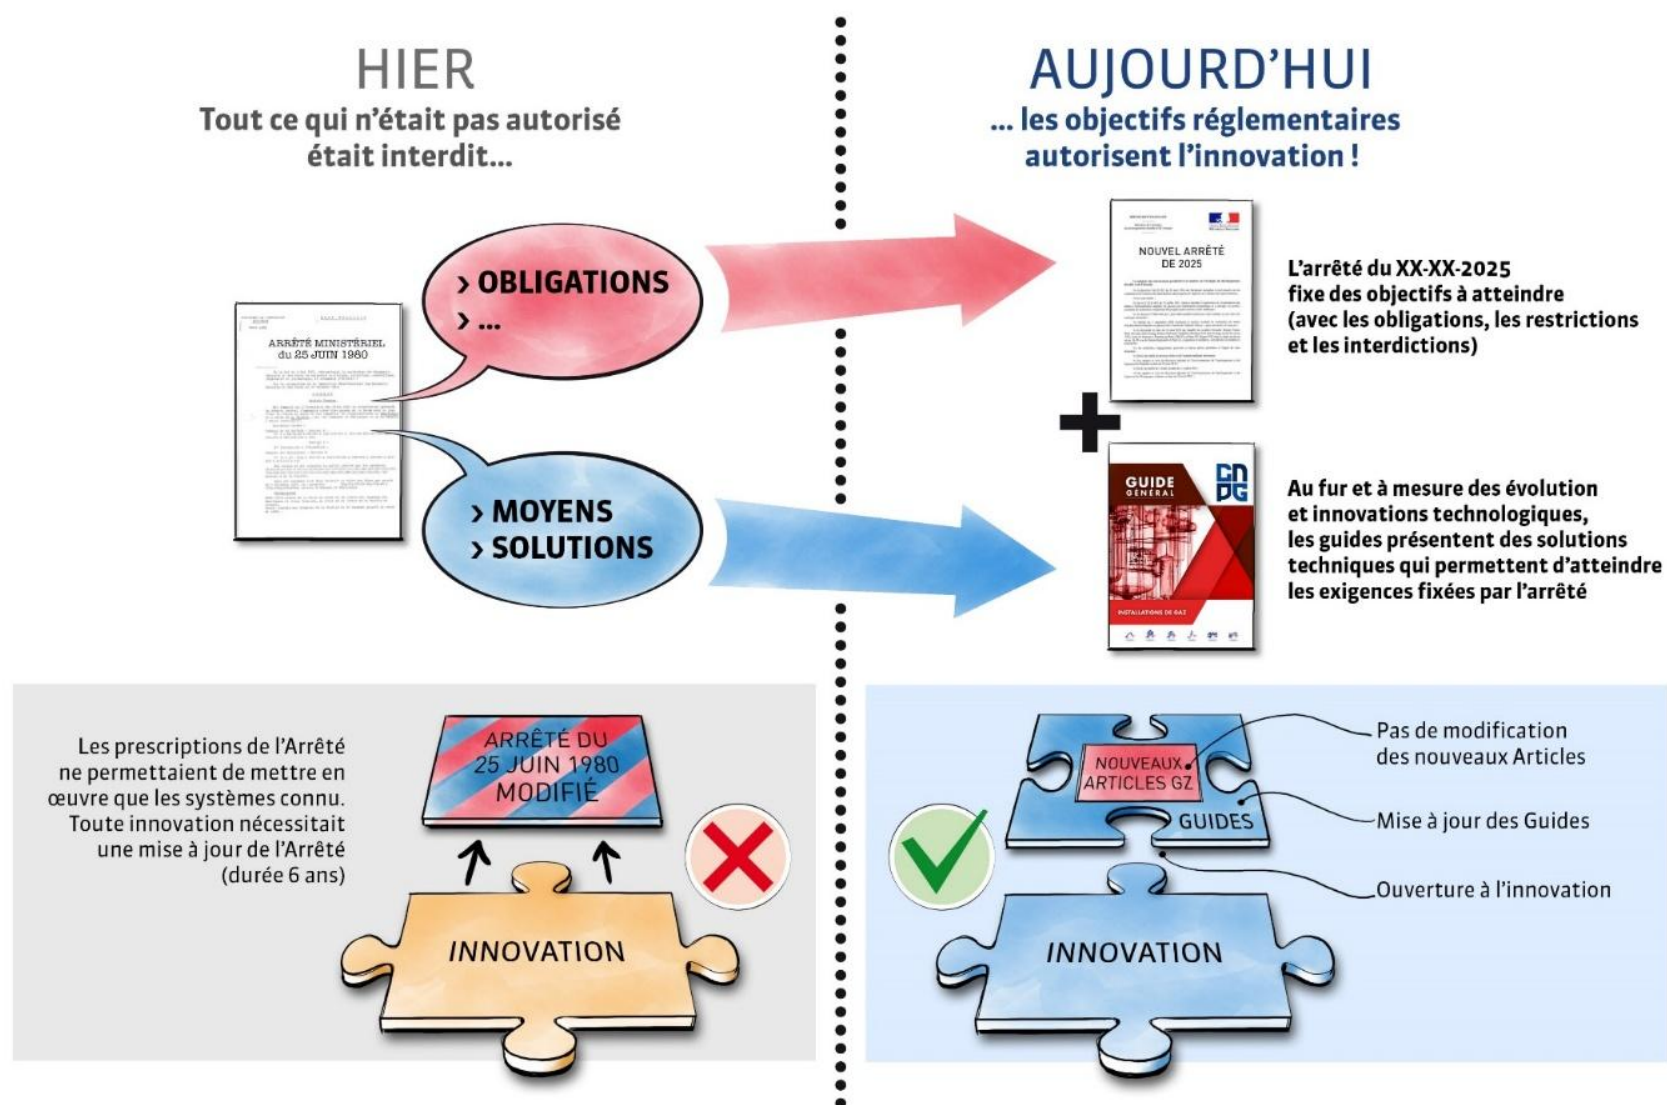 HIER
Tout ce qui n'était pas autorisé
était interdit...
ARRÊTÉ MINISTÉRIEL
du 25 JUIN 1980
› OBLIGATIONS
› ...
› MOYENS
› SOLUTIONS
Les prescriptions de l'Arrêté
ne permettaient de mettre en
œuvre que les systèmes connu.
Toute innovation nécessitait
une mise à jour de l'Arrêté
(durée 6 ans)
ARRÊTÉ DU
25 JUIN 1980
MODIFIÉ
INNOVATION
AUJOURD'HUI
... les objectifs réglementaires
autorisent l'innovation !
NOUVEL ARRÊTÉ
DE 2025
L'arrêté du XX-XX-2025
fixe des objectifs à atteindre
(avec les obligations, les restrictions
et les interdictions)
+
GUIDE
GÉNÉRAL
CN
PG
INSTALLATIONS DE GAZ
Au fur et à mesure des évolution
et innovations technologiques,
les guides présentent des solutions
techniques qui permettent d'atteindre
les exigences fixées par l'arrêté
NOUVEAUX
ARTICLES GZ
GUIDES
Pas de modification
des nouveaux Articles
Mise à jour des Guides
Ouverture à l'innovation
INNOVATION